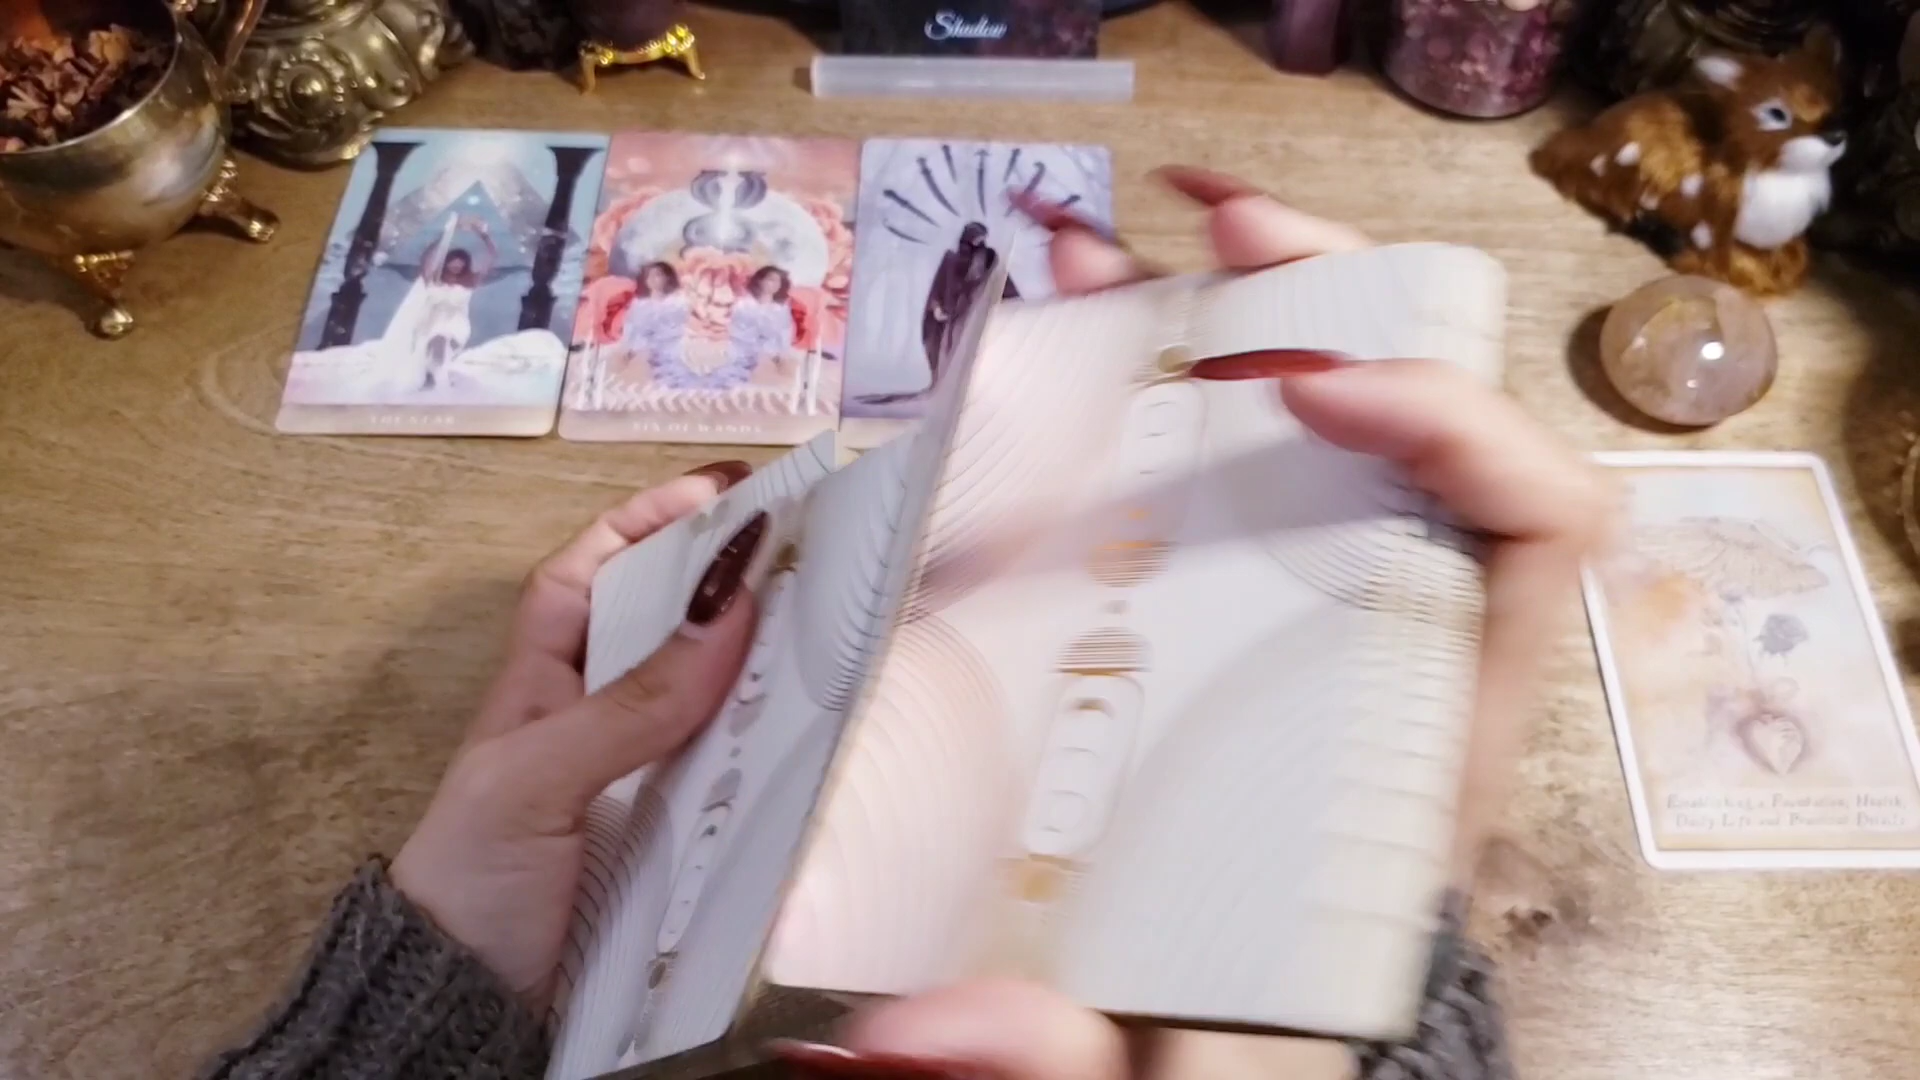 Shadow
THE STAR
SIX OF WANDS
Establishing a Foundation, Health,
Daily Life and Practical Details